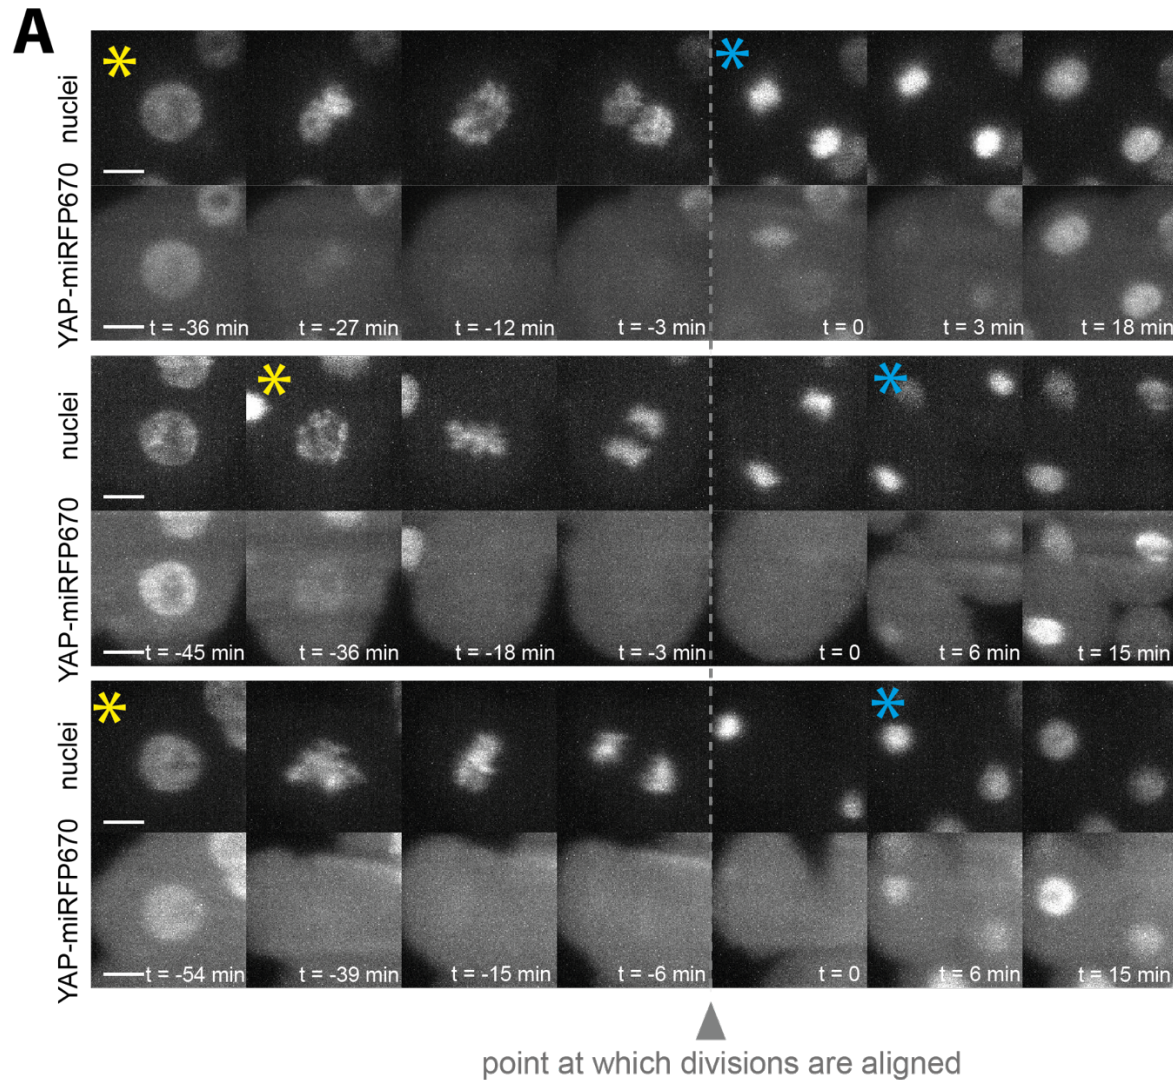 A
nuclei
YAP-miRFP670
t = -36 min t = -27 min t = -12 min t = -3 min t = 0 t = 3 min t = 18 min
nuclei
YAP-miRFP670
t = -45 min t = -36 min t = -18 min t = -3 min t = 0 t = 6 min t = 15 min
nuclei
YAP-miRFP670
t = -54 min t = -39 min t = -15 min t = -6 min t = 0 t = 6 min t = 15 min
point at which divisions are aligned